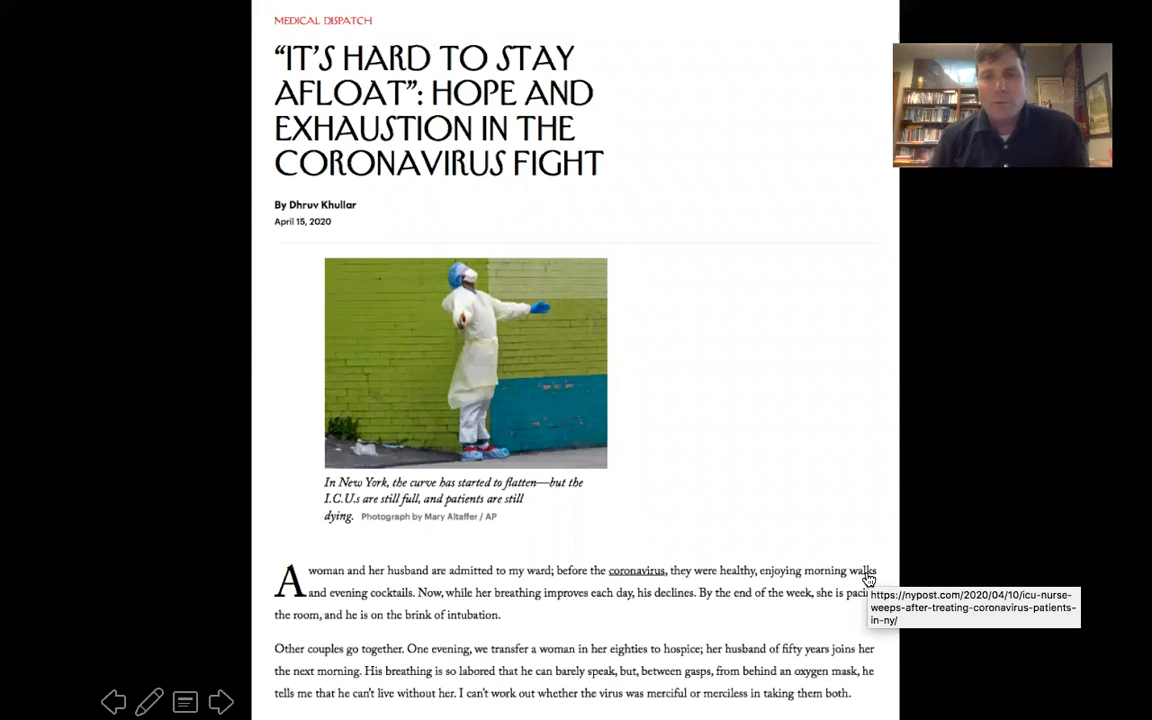 MEDICAL DISPATCH
“IT’S HARD TO STAY
AFLOAT”: HOPE AND
EXHAUSTION IN THE
CORONAVIRUS FIGHT
By Dhruv Khullar
April 15, 2020
In New York, the curve has started to flatten—but the
I.C.U.s are still full, and patients are still
dying. Photograph by Mary Altaffer / AP
A woman and her husband are admitted to my ward; before the coronavirus, they were healthy, enjoying morning walks
and evening cocktails. Now, while her breathing improves each day, his declines. By the end of the week, she is paci
the room, and he is on the brink of intubation.
https://nypost.com/2020/04/10/icu-nurse-
weeps-after-treating-coronavirus-patients-
in-ny/
Other couples go together. One evening, we transfer a woman in her eighties to hospice; her husband of fifty years joins her
the next morning. His breathing is so labored that he can barely speak, but, between gasps, from behind an oxygen mask, he
tells me that he can’t live without her. I can’t work out whether the virus was merciful or merciless in taking them both.